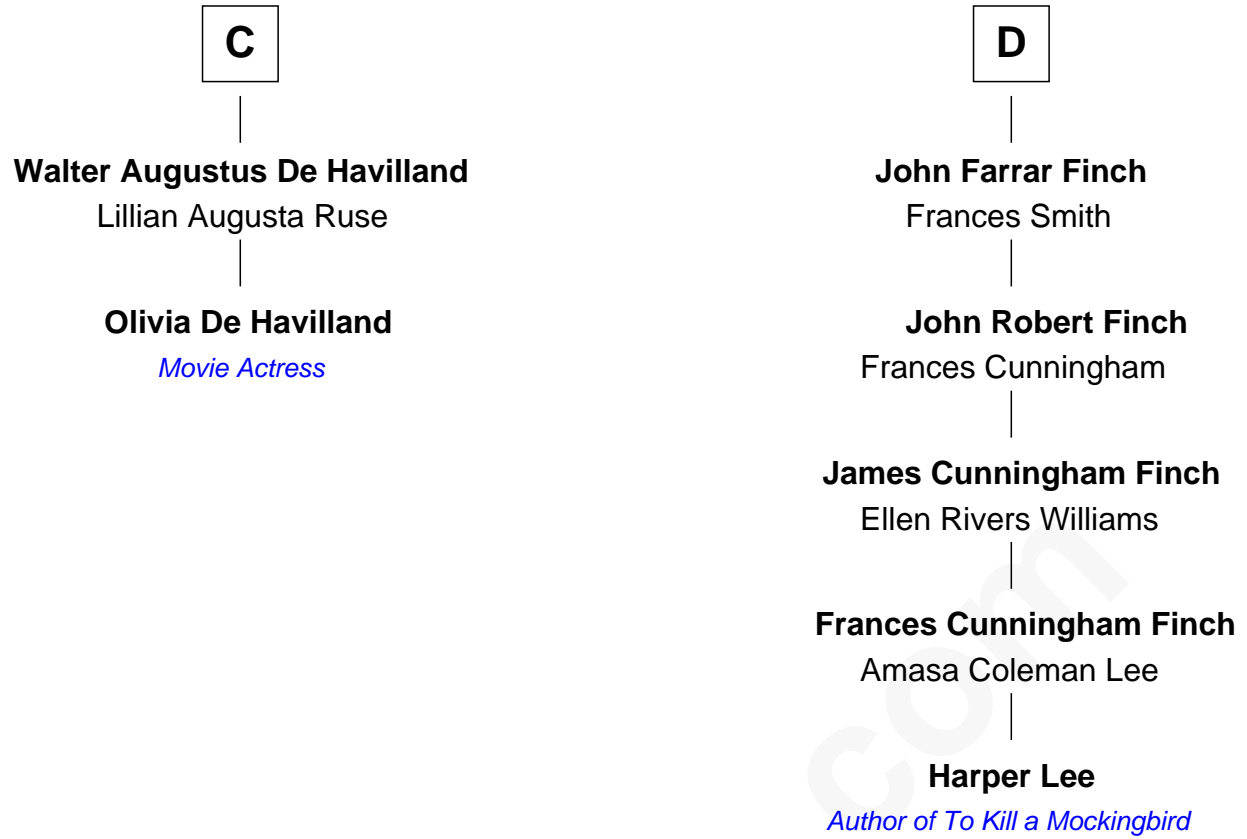 C
Walter Augustus De Havilland
Lillian Augusta Ruse
Olivia De Havilland
Movie Actress
D
John Farrar Finch
Frances Smith
John Robert Finch
Frances Cunningham
James Cunningham Finch
Ellen Rivers Williams
Frances Cunningham Finch
Amasa Coleman Lee
Harper Lee
Author of To Kill a Mockingbird
com